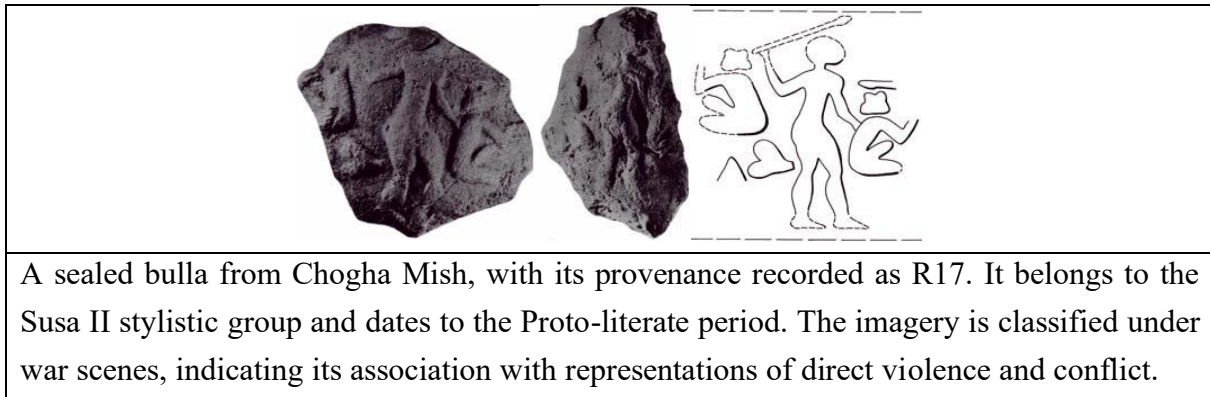 A sealed bulla from Chogha Mish, with its provenance recorded as R17. It belongs to the
Susa II stylistic group and dates to the Proto-literate period. The imagery is classified under
war scenes, indicating its association with representations of direct violence and conflict.